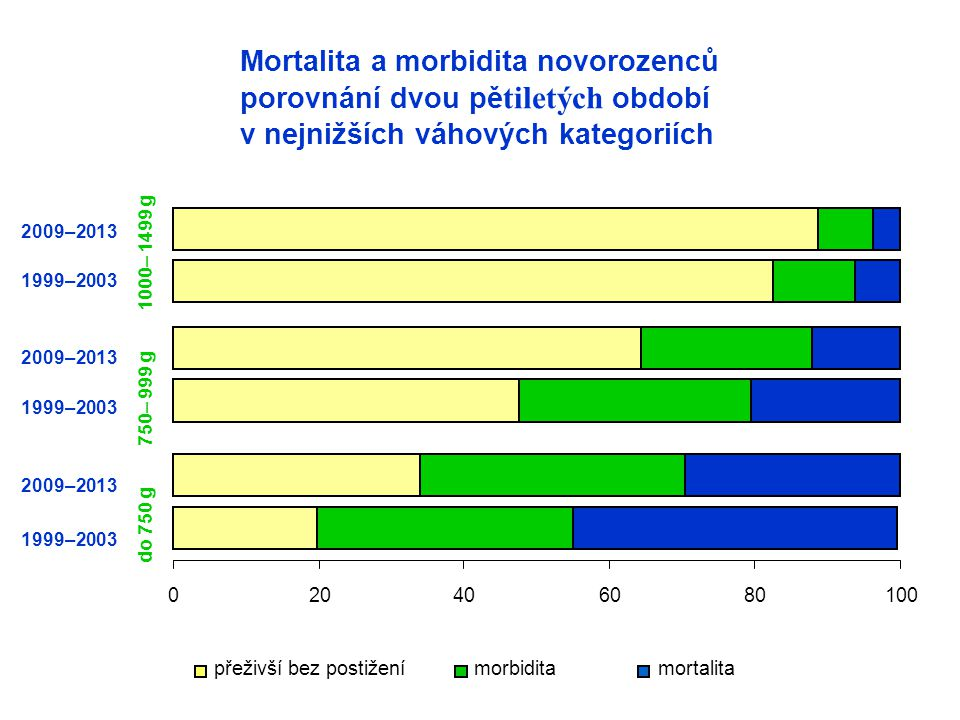 Mortalita a morbidita novorozenců
porovnání dvou pětiletých období
v nejnižších váhových kategoriích
1000– 1499 g
2009–2013
1999–2003
750– 999 g
2009–2013
1999–2003
do 750 g
2009–2013
1999–2003
0 20 40 60 80 100
přeživší bez postižení morbidita mortalita